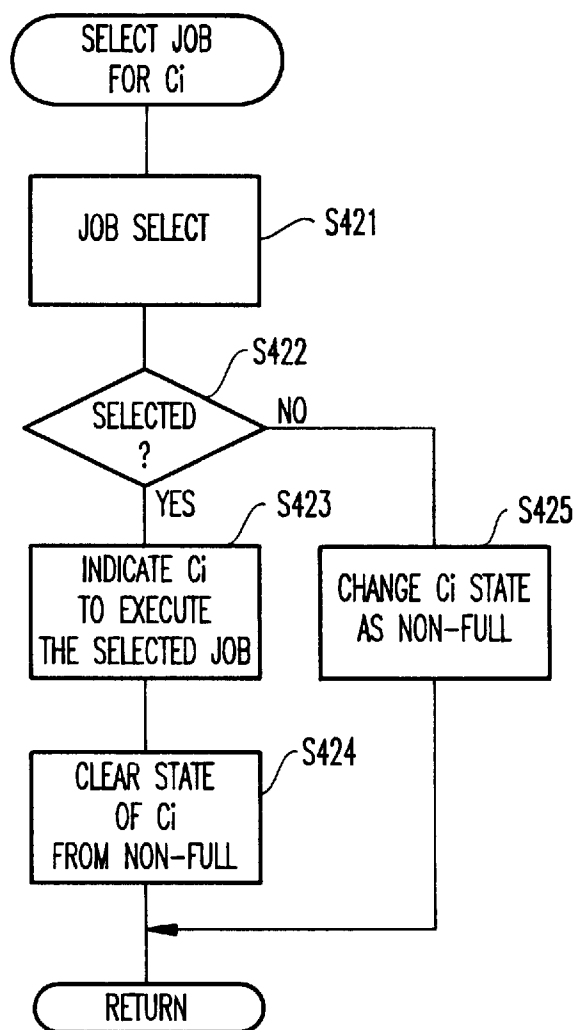 SELECT JOB
FOR Ci
JOB SELECT
S421
S422
SELECTED
?
NO
YES
S423
INDICATE Ci
TO EXECUTE
THE SELECTED JOB
S425
CHANGE Ci STATE
AS NON-FULL
S424
CLEAR STATE
OF Ci
FROM NON-FULL
RETURN